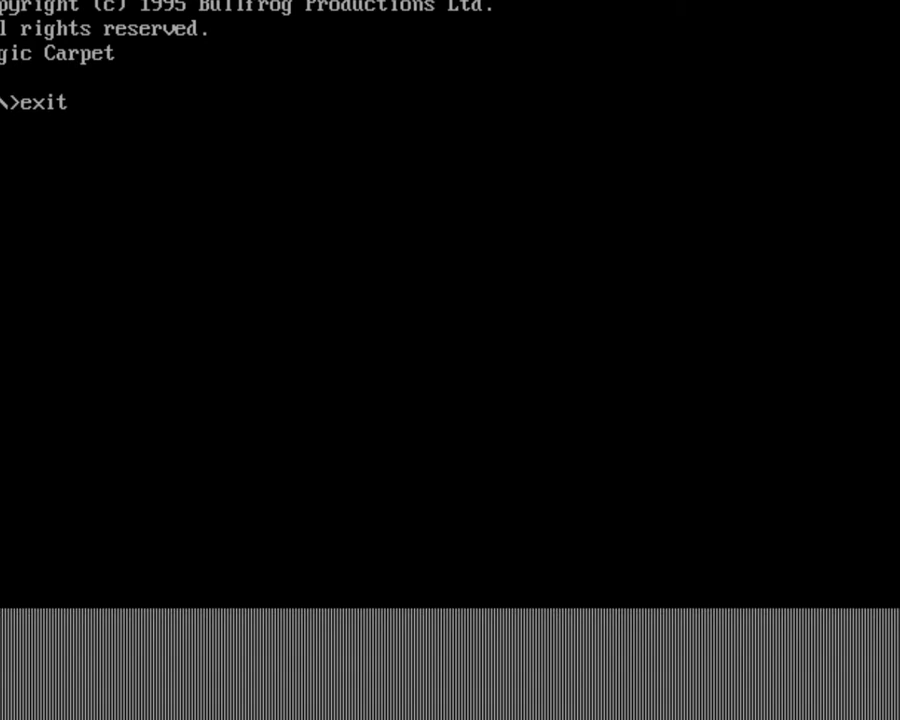 pyright (c) 1995 Bullfrog Productions Ltd.
l rights reserved.
gic Carpet
\>exit